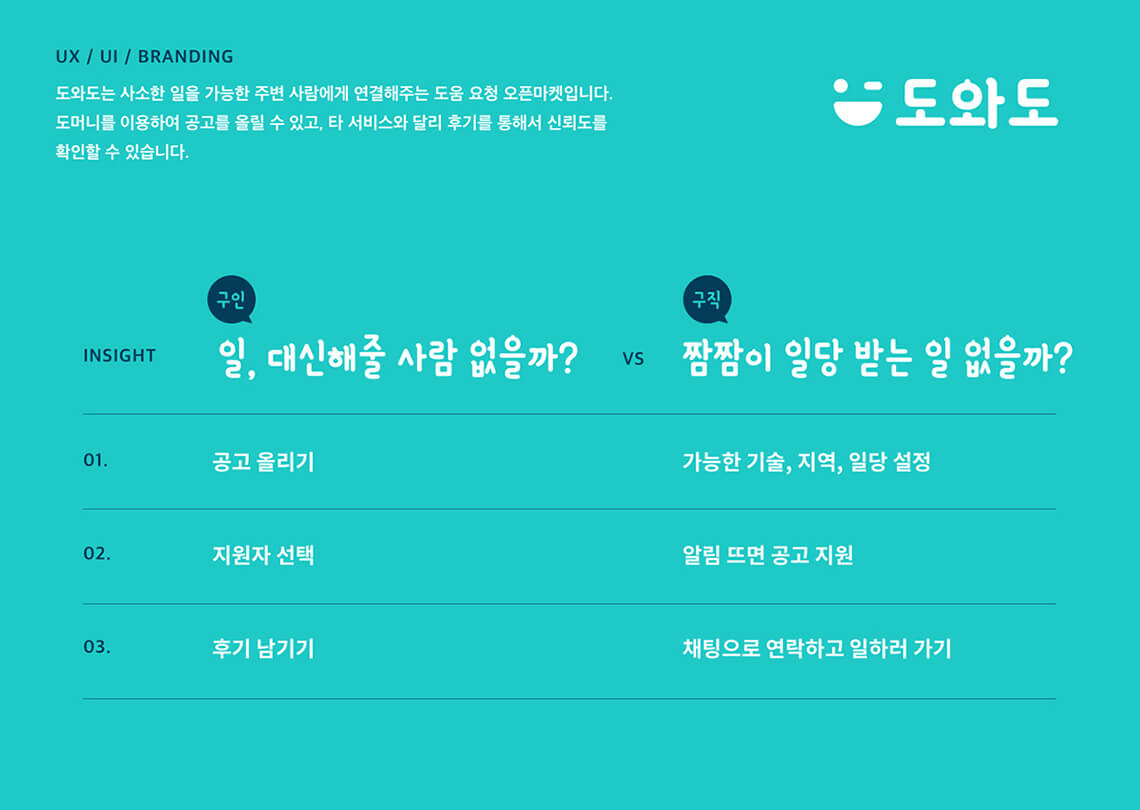 UX / UI / BRANDING
도와도는 사소한 일을 가능한 주변 사람에게 연결해주는 도움 요청 오픈마켓입니다.
도머니를 이용하여 공고를 올릴 수 있고, 타 서비스와 달리 후기를 통해서 신뢰도를
확인할 수 있습니다.
도와도
구인
구직
INSIGHT
일, 대신해줄 사람 없을까?
VS
짬짬이 일당 받는 일 없을까?
01.
공고 올리기
가능한 기술, 지역, 일당 설정
02.
지원자 선택
알림 뜨면 공고 지원
03.
후기 남기기
채팅으로 연락하고 일하러 가기